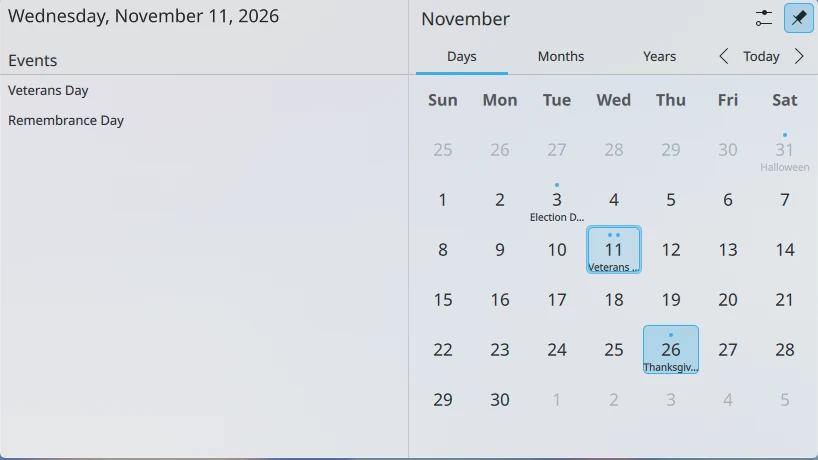 Wednesday, November 11, 2026
Events
Veterans Day
Remembrance Day
November
Days Months Years Today
Sun Mon Tue Wed Thu Fri Sat
25 26 27 28 29 30 31
Halloween
1 2 3 4 5 6 7
Election D...
8 9 10 11 12 13 14
Veterans ...
15 16 17 18 19 20 21
22 23 24 25 26 27 28
Thanksgiv...
29 30 1 2 3 4 5